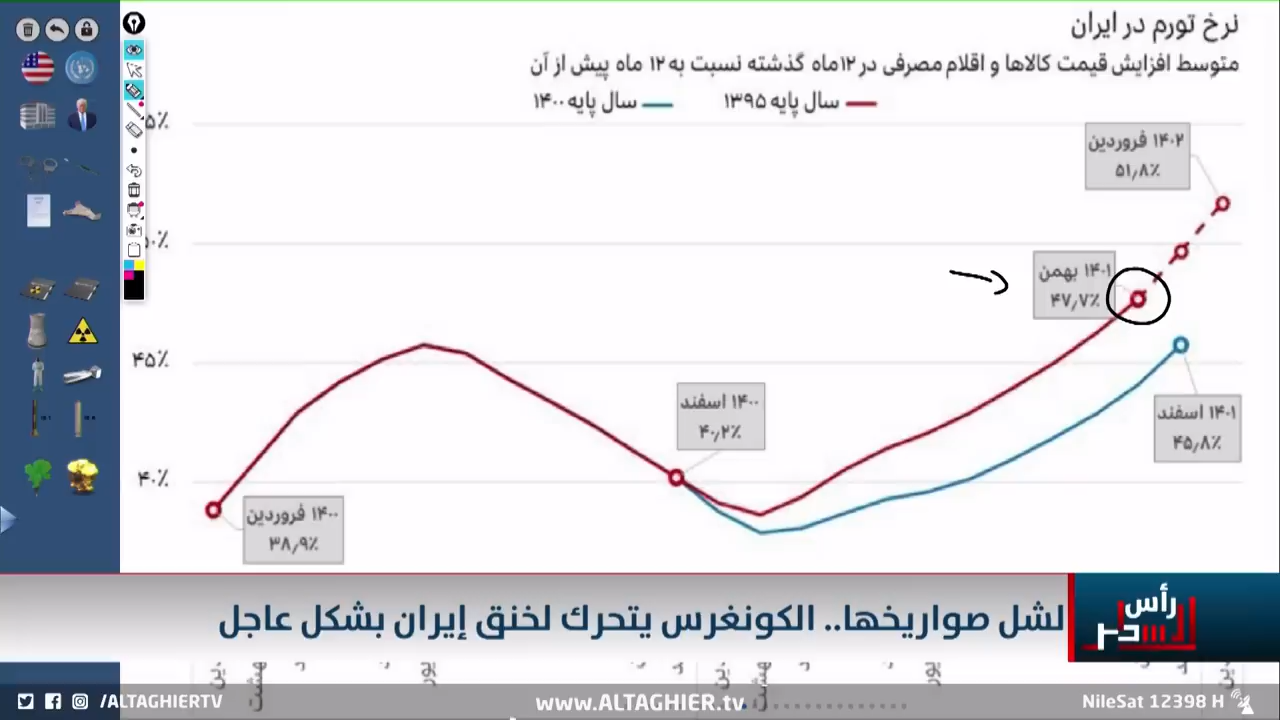 نرخ تورم در ایران
متوسط افزایش قیمت کالاها و اقلام مصرفی در ۱۲ماه گذشته نسبت به ۱۲ ماه پیش از آن
سال پایه ۱۳۹۵
سال پایه ۱۴۰۰
۱۴۰۲ فروردین
۵۱٫۸٪
۱۴۰۱ بهمن
۴۷٫۷٪
۴۵٪
۱۴۰۰ اسفند
۴۰٫۲٪
۱۴۰۱ اسفند
۴۵٫۸٪
۴۰٪
۱۴۰۰ فروردین
۳۸٫۹٪
رأس السطر
لشل صواريخها.. الكونغرس يتحرك لخنق إيران بشكل عاجل
/ALTAGHIERTV
www.ALTAGHIER.tv
NileSat 12398 H